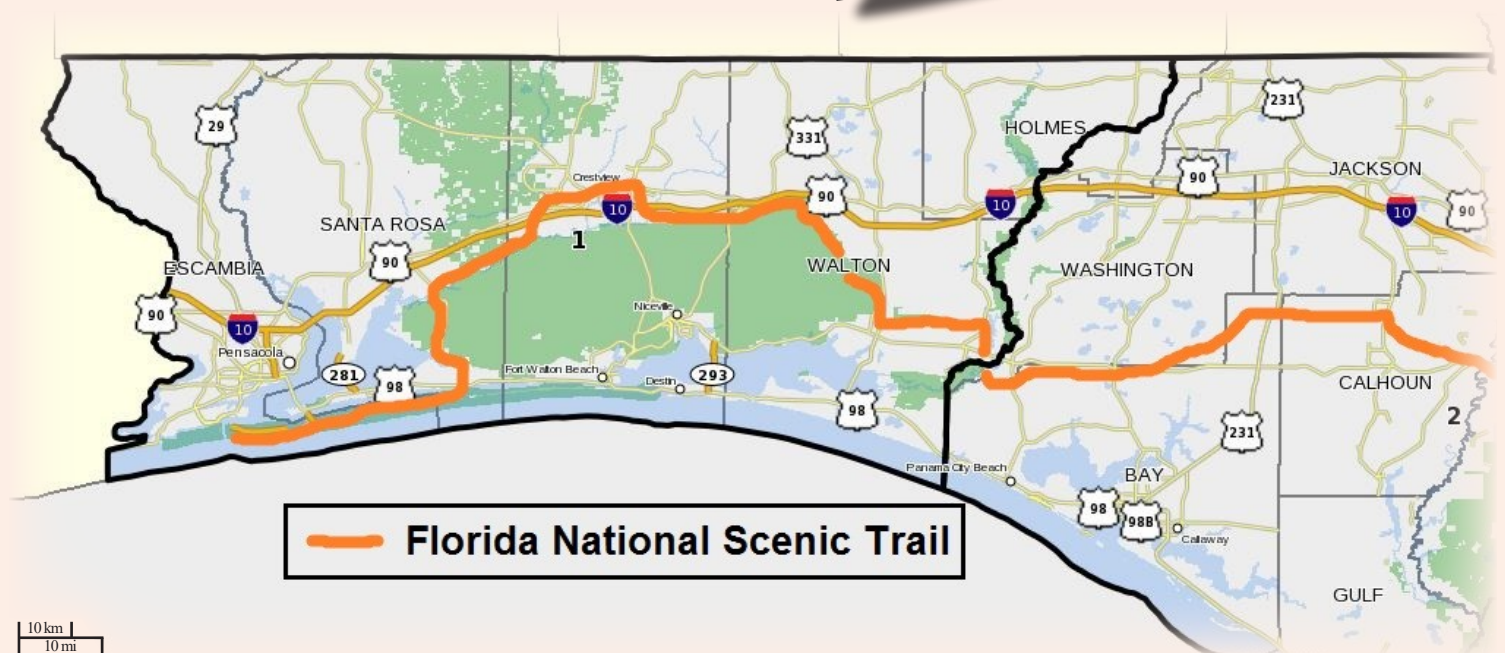 29
331
231
HOLMES
JACKSON
Crestview
90
90
90
10
10
10
90
SANTA ROSA
1
90
ESCAMBIA
WALTON
WASHINGTON
90
10
Niceville
Pensacola
281
98
Fort Walton Beach
Destin
293
98
CALHOUN
2
231
Panama City Beach
BAY
98
98B
Callaway
Florida National Scenic Trail
GULF
10 km
10 mi